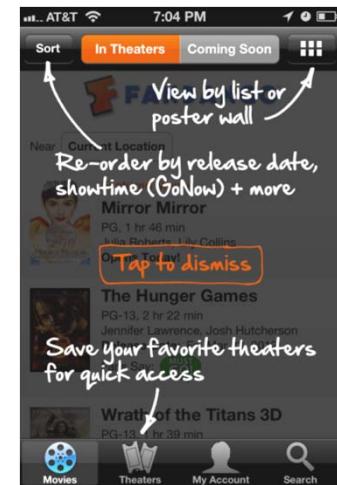 AT&T 7:04 PM
Sort In Theaters Coming Soon
FANDANGO
View by list or
poster wall
Near Current Location
Re-order by release date,
showtime (GoNow) + more
Mirror Mirror
PG, 1 hr 46 min
Julia Roberts, Lily Collins
Opens Today!
Tap to dismiss
The Hunger Games
PG-13, 2 hr 22 min
Jennifer Lawrence, Josh Hutcherson
Save your favorite theaters
for quick access
Wrath of the Titans 3D
PG-13, 1 hr 39 min
Movies Theaters My Account Search